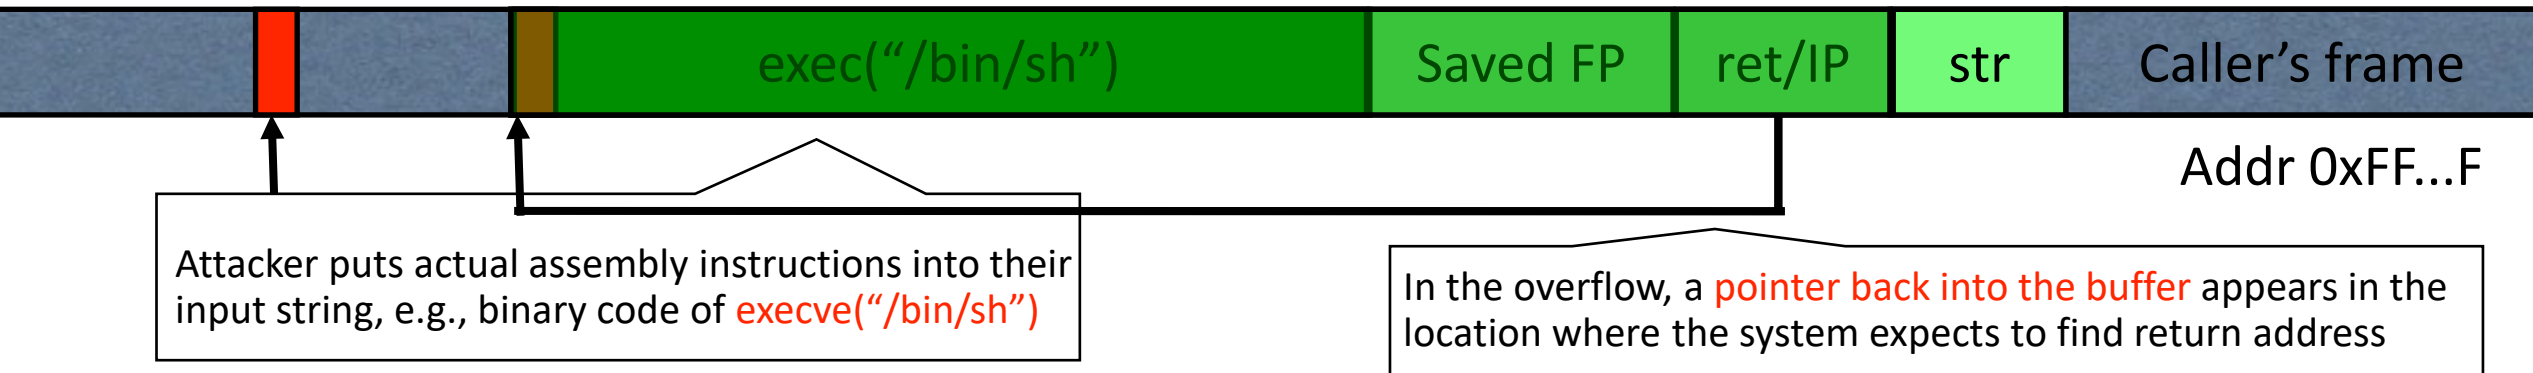 exec(“/bin/sh”) Saved FP ret/IP str Caller’s frame
Addr 0xFF...F
Attacker puts actual assembly instructions into their
input string, e.g., binary code of execve(“/bin/sh”)
In the overflow, a pointer back into the buffer appears in the
location where the system expects to find return address